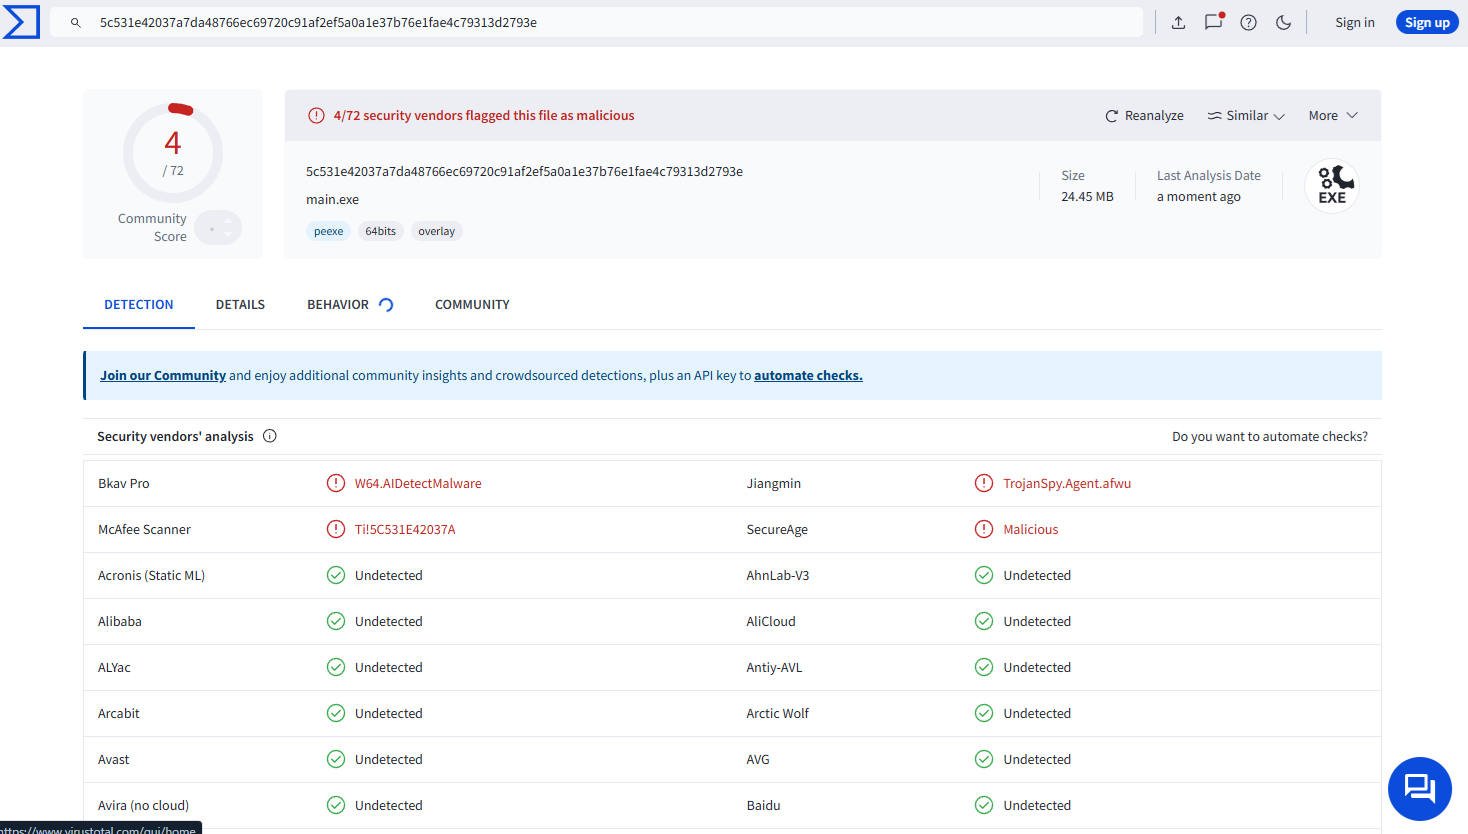 5c531e42037a7da48766ec69720c91af2ef5a0a1e37b76e1fae4c79313d2793e
Sign in
Sign up
4
/ 72
Community
Score
4/72 security vendors flagged this file as malicious
Reanalyze
Similar
More
5c531e42037a7da48766ec69720c91af2ef5a0a1e37b76e1fae4c79313d2793e
main.exe
peexe
64bits
overlay
Size
24.45 MB
Last Analysis Date
a moment ago
EXE
DETECTION
DETAILS
BEHAVIOR
COMMUNITY
Join our Community and enjoy additional community insights and crowdsourced detections, plus an API key to automate checks.
Security vendors' analysis
Do you want to automate checks?
Bkav Pro W64.AIDetectMalware Jiangmin TrojanSpy.Agent.afwu
McAfee Scanner Ti!5C531E42037A SecureAge Malicious
Acronis (Static ML) Undetected AhnLab-V3 Undetected
Alibaba Undetected AliCloud Undetected
ALYac Undetected Antiy-AVL Undetected
Arcabit Undetected Arctic Wolf Undetected
Avast Undetected AVG Undetected
Avira (no cloud) Undetected Baidu Undetected
https://www.virustotal.com/gui/home